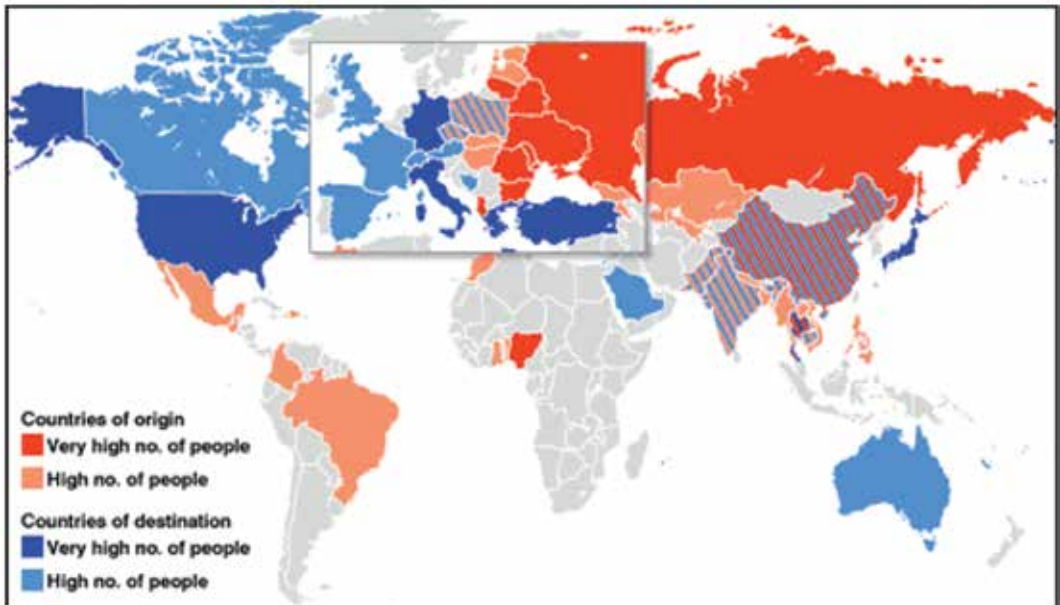 Countries of origin
Very high no. of people
High no. of people
Countries of destination
Very high no. of people
High no. of people